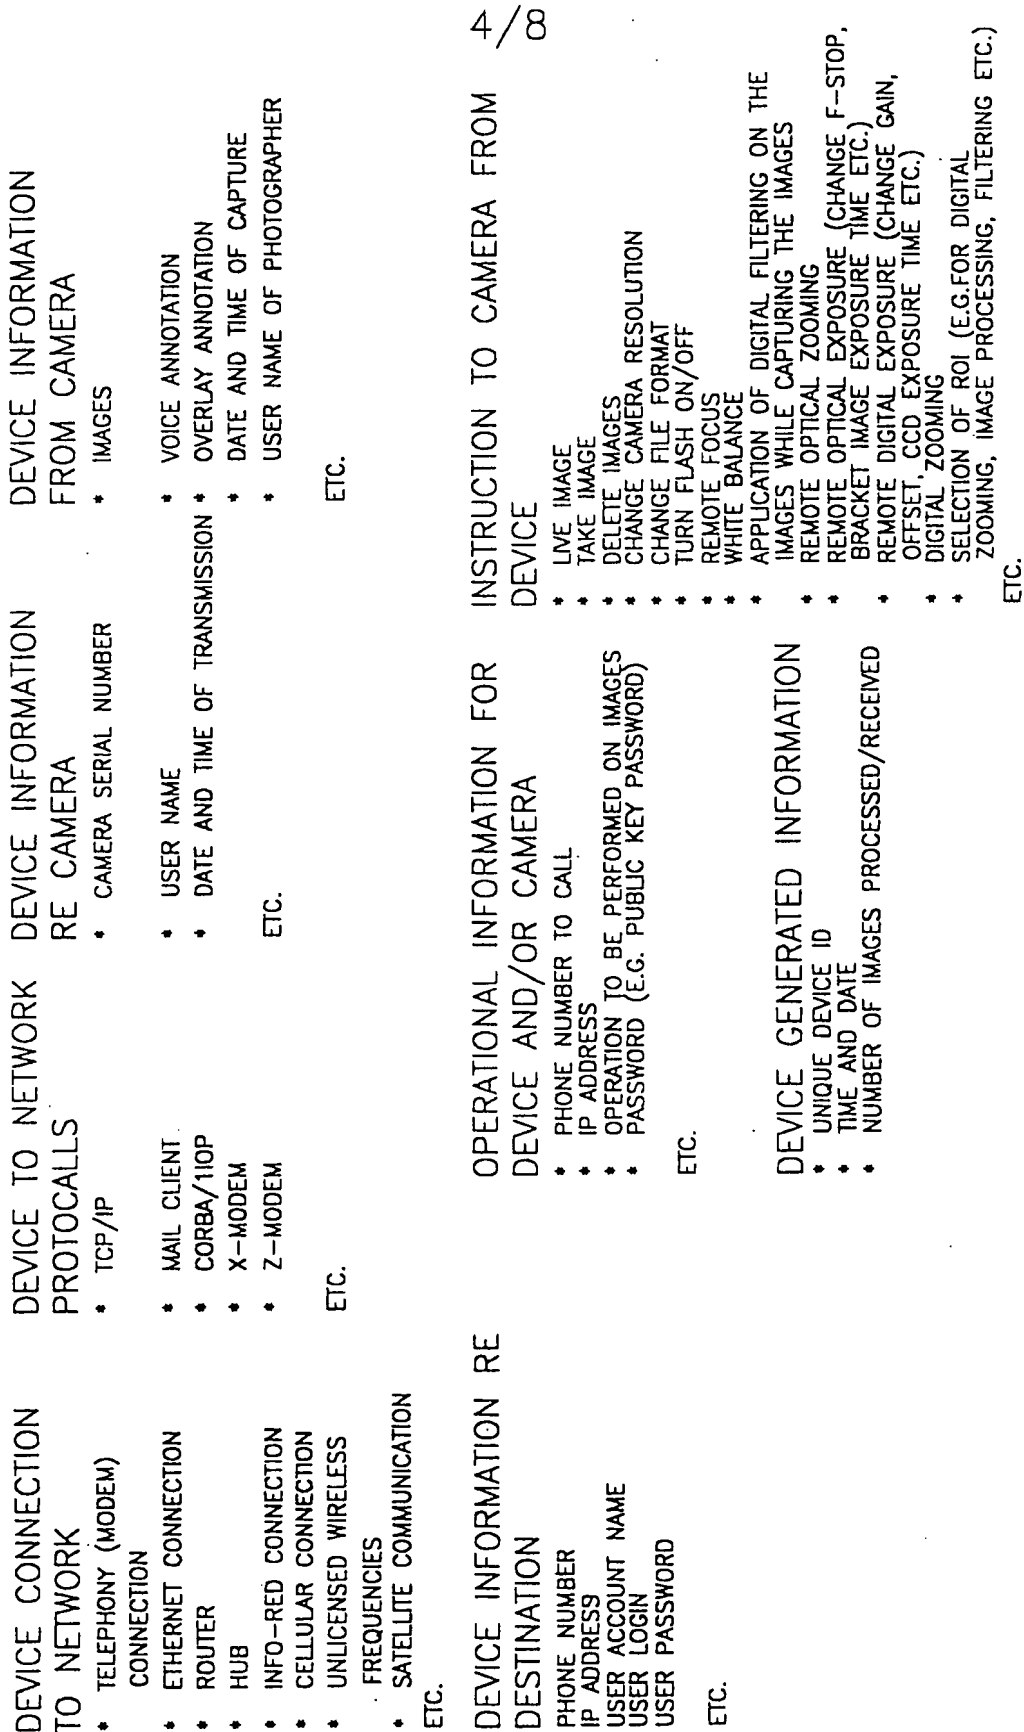 4/8
DEVICE CONNECTION
TO NETWORK
* TELEPHONY (MODEM)
CONNECTION
* ETHERNET CONNECTION
* ROUTER
* HUB
* INFO-RED CONNECTION
* CELLULAR CONNECTION
* UNLICENSED WIRELESS
FREQUENCIES
* SATELLITE COMMUNICATION
ETC.
DEVICE TO NETWORK
PROTOCALLS
* TCP/IP
* MAIL CLIENT
* CORBA/1IOP
* X-MODEM
* Z-MODEM
ETC.
DEVICE INFORMATION
RE CAMERA
* CAMERA SERIAL NUMBER
* USER NAME
* DATE AND TIME OF TRANSMISSION
ETC.
DEVICE INFORMATION
FROM CAMERA
* IMAGES
* VOICE ANNOTATION
* OVERLAY ANNOTATION
* DATE AND TIME OF CAPTURE
* USER NAME OF PHOTOGRAPHER
ETC.
DEVICE INFORMATION RE
DESTINATION
PHONE NUMBER
IP ADDRESS
USER ACCOUNT NAME
USER LOGIN
USER PASSWORD
ETC.
OPERATIONAL INFORMATION FOR
DEVICE AND/OR CAMERA
* PHONE NUMBER TO CALL
* IP ADDRESS
* OPERATION TO BE PERFORMED ON IMAGES
* PASSWORD (E.G. PUBLIC KEY PASSWORD)
ETC.
DEVICE GENERATED INFORMATION
* UNIQUE DEVICE ID
* TIME AND DATE
* NUMBER OF IMAGES PROCESSED/RECEIVED
INSTRUCTION TO CAMERA FROM
DEVICE
* LIVE IMAGE
* TAKE IMAGE
* DELETE IMAGES
* CHANGE CAMERA RESOLUTION
* CHANGE FILE FORMAT
* TURN FLASH ON/OFF
* REMOTE FOCUS
* WHITE BALANCE
* APPLICATION OF DIGITAL FILTERING ON THE
IMAGES WHILE CAPTURING THE IMAGES
* REMOTE OPTICAL ZOOMING
* REMOTE OPTICAL EXPOSURE (CHANGE F-STOP,
BRACKET IMAGE EXPOSURE TIME ETC.)
* REMOTE DIGITAL EXPOSURE (CHANGE GAIN,
OFFSET, CCD EXPOSURE TIME ETC.)
* DIGITAL ZOOMING
* SELECTION OF ROI (E.G.FOR DIGITAL
ZOOMING, IMAGE PROCESSING, FILTERING ETC.)
ETC.